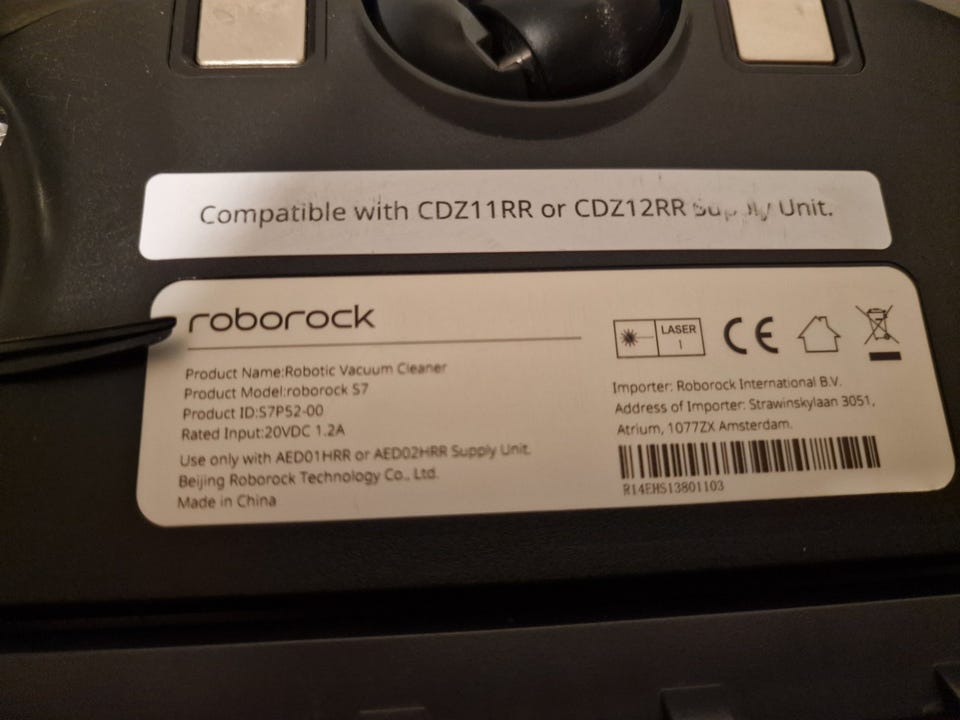 Compatible with CDZ11RR or CDZ12RR Supply Unit.
roborock
Product Name:Robotic Vacuum Cleaner
Product Model:roborock S7
Product ID:S7P52-00
Rated Input:20VDC 1.2A
Use only with AED01HRR or AED02HRR Supply Unit.
Beijing Roborock Technology Co., Ltd.
Made in China
LASER
1
CE
Importer: Roborock International B.V.
Address of Importer: Strawinskylaan 3051,
Atrium, 1077ZX Amsterdam.
R14EHS13801103